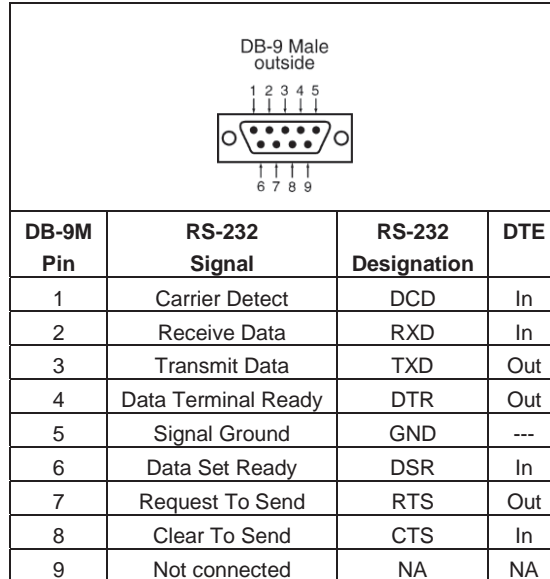 DB-9 Male
outside
1 2 3 4 5
6 7 8 9
DB-9M RS-232 RS-232 DTE
Pin Signal Designation
1 Carrier Detect DCD In
2 Receive Data RXD In
3 Transmit Data TXD Out
4 Data Terminal Ready DTR Out
5 Signal Ground GND ---
6 Data Set Ready DSR In
7 Request To Send RTS Out
8 Clear To Send CTS In
9 Not connected NA NA